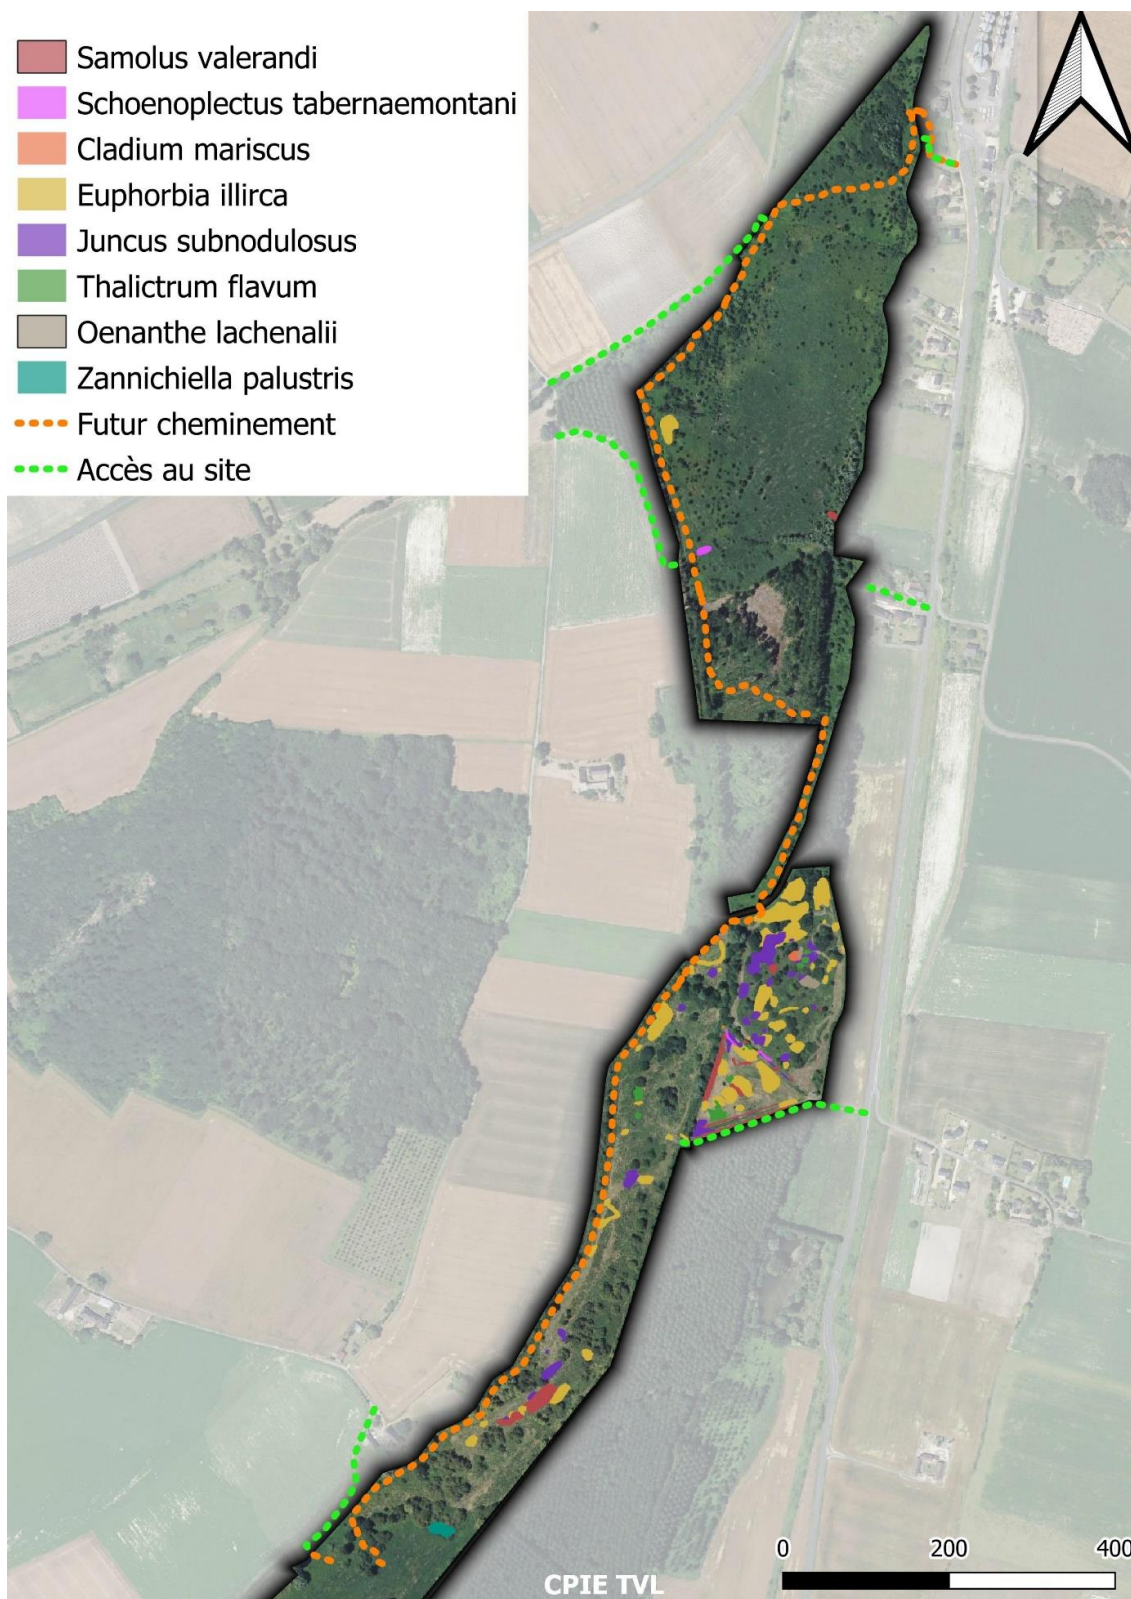 Samolus valerandi
Schoenoplectus tabernaemontani
Cladium mariscus
Euphorbia illirca
Juncus subnodulosus
Thalictrum flavum
Oenanthe lachenalii
Zannichiella palustris
Futur cheminement
Accès au site
0 200 400
CPIE TVL